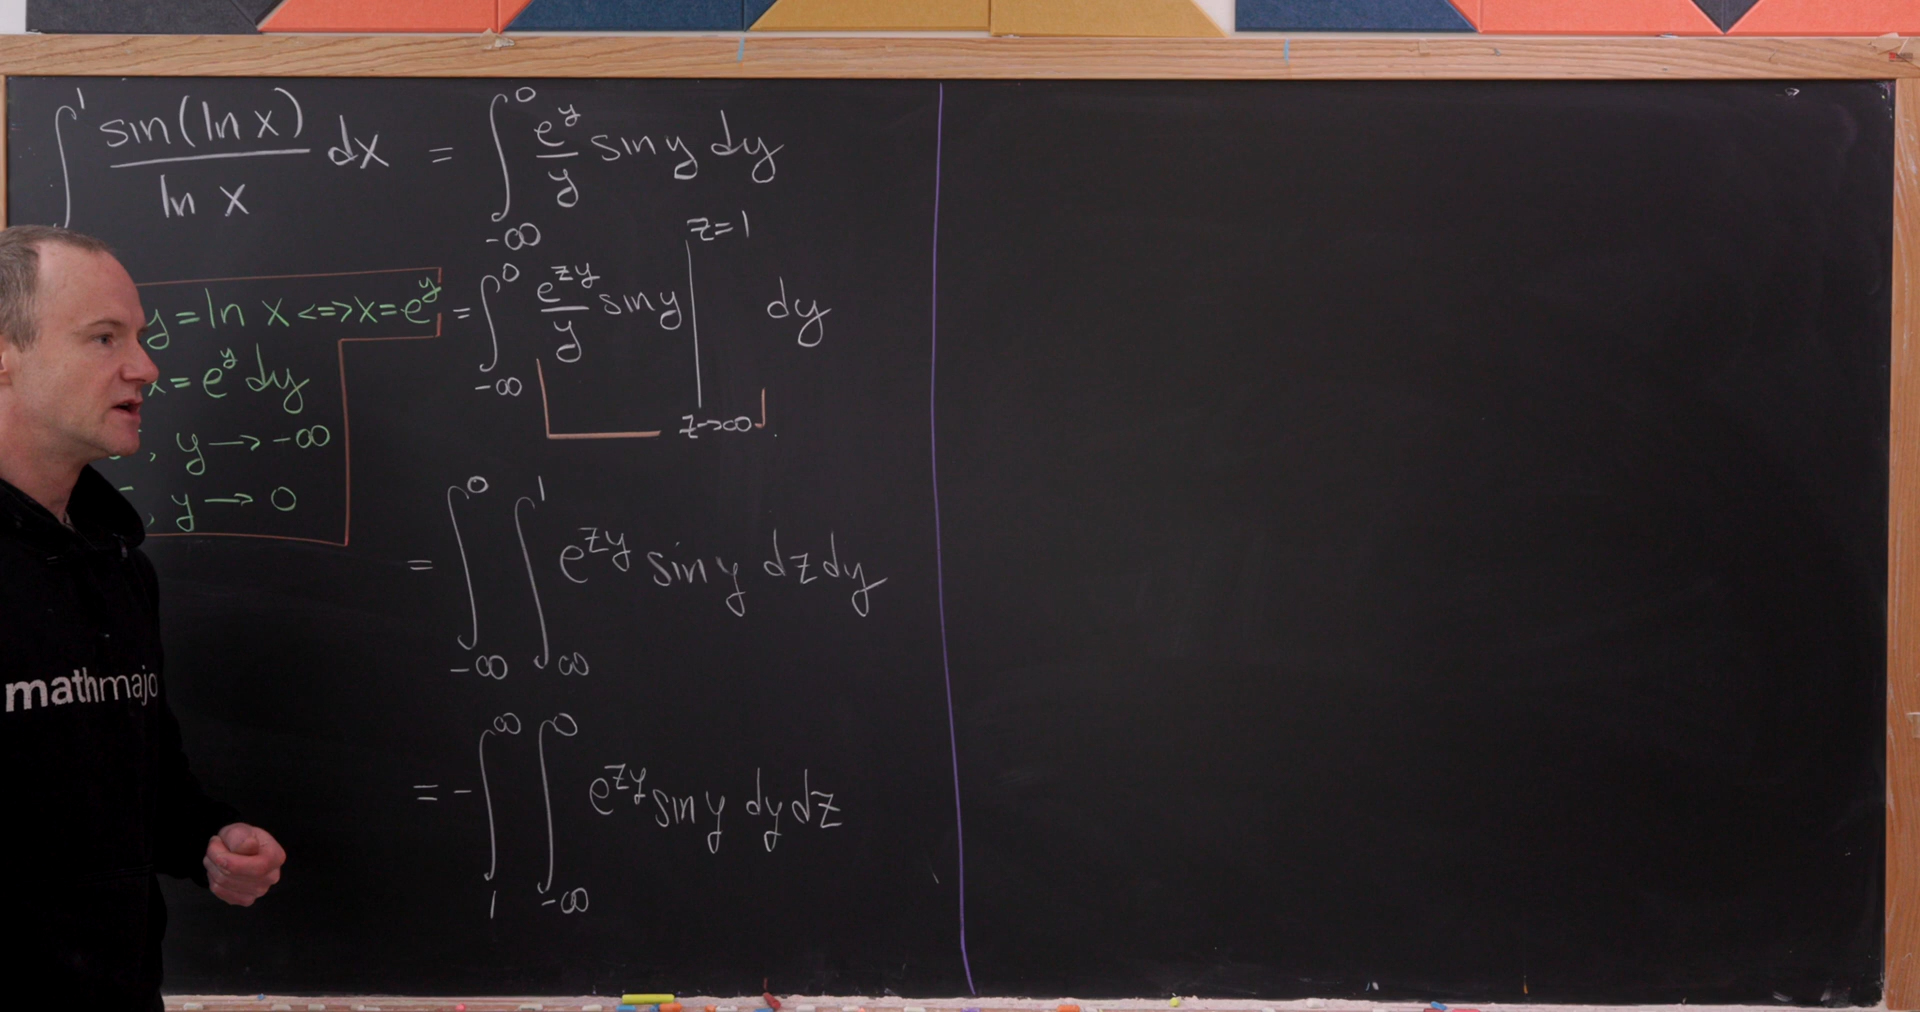 ∫^1 sin(ln x)/ln x dx = ∫_{-∞}^{0} e^y/y sin y dy
y = ln x <=> x = e^y
= ∫_{-∞}^{0} e^{zy}/y sin y |_{z→∞}^{z=1} dy
x = e^y dy
, y → -∞
, y → 0
= ∫_{-∞}^{0} ∫_{∞}^{1} e^{zy} sin y dz dy
= -∫_{1}^{∞} ∫_{-∞}^{0} e^{zy} sin y dy dz
mathmajo